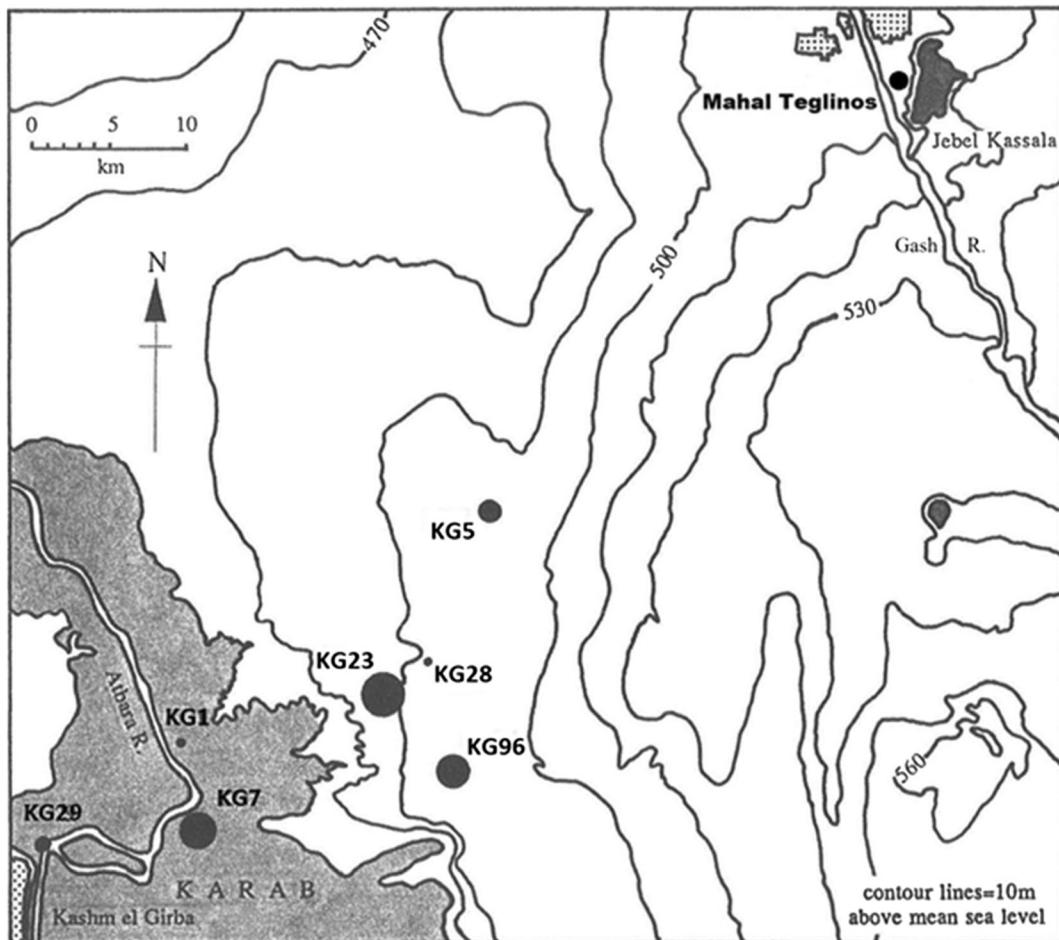 470
Mahal Teglinos
0 5 10
km
Jebel Kassala
N
500
Gash R.
530
KG5
KG23
KG28
Atbara R.
KG1
KG96
560
KG7
KG29
KARAB
contour lines=10m
above mean sea level
Kashm el Girba